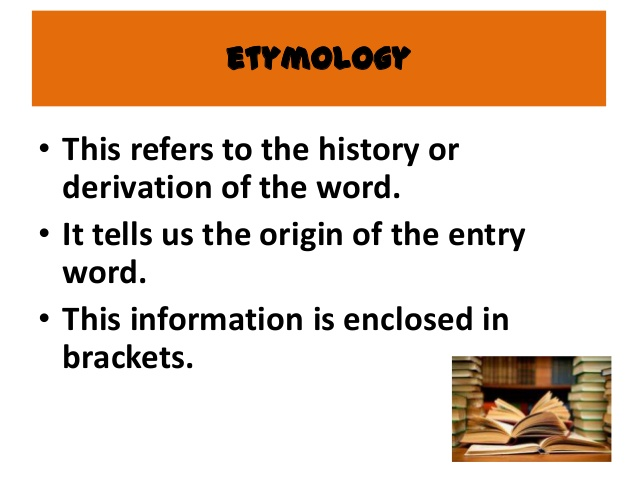 ETYMOLOGY
• This refers to the history or
derivation of the word.
• It tells us the origin of the entry
word.
• This information is enclosed in
brackets.